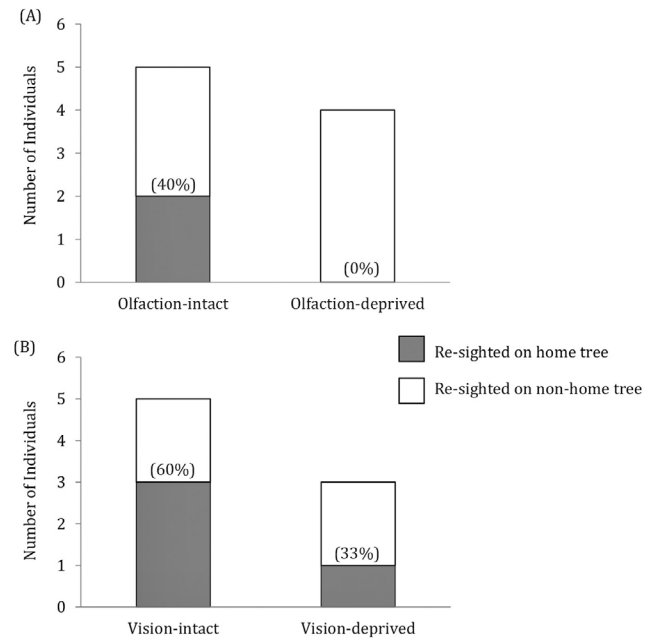 (A)
Number of Individuals
6
5
4
3
2
1
0
(40%)
(0%)
Olfaction-intact
Olfaction-deprived
(B)
Re-sighted on home tree
Re-sighted on non-home tree
Number of Individuals
6
5
4
3
2
1
0
(60%)
(33%)
Vision-intact
Vision-deprived